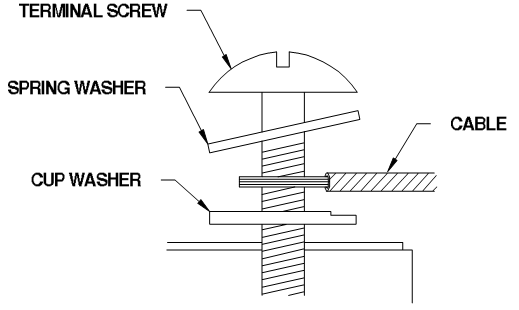 TERMINAL SCREW
SPRING WASHER
CABLE
CUP WASHER